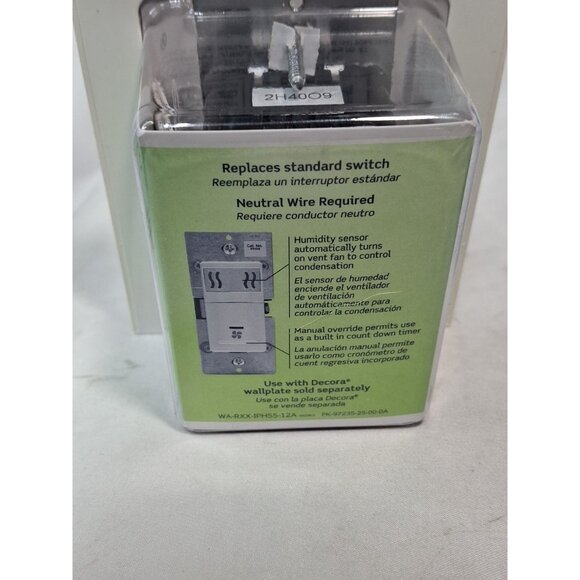 2H4009
Replaces standard switch
Reemplaza un interruptor estándar
Neutral Wire Required
Requiere conductor neutro
Humidity sensor
automatically turns
on vent fan to control
condensation
El sensor de humedad
enciende el ventilador
de ventilación
automáticamente para
controlar la condensación
Manual override permits use
as a built in count down timer
La anulación manual permite
usarlo como cronómetro de
cuent regresiva incorporado
Use with Decora®
wallplate sold separately
Use con la placa Decora®
se vende separada
WA-RXX-IPHS5-12A
PK-97235-25-00-0A